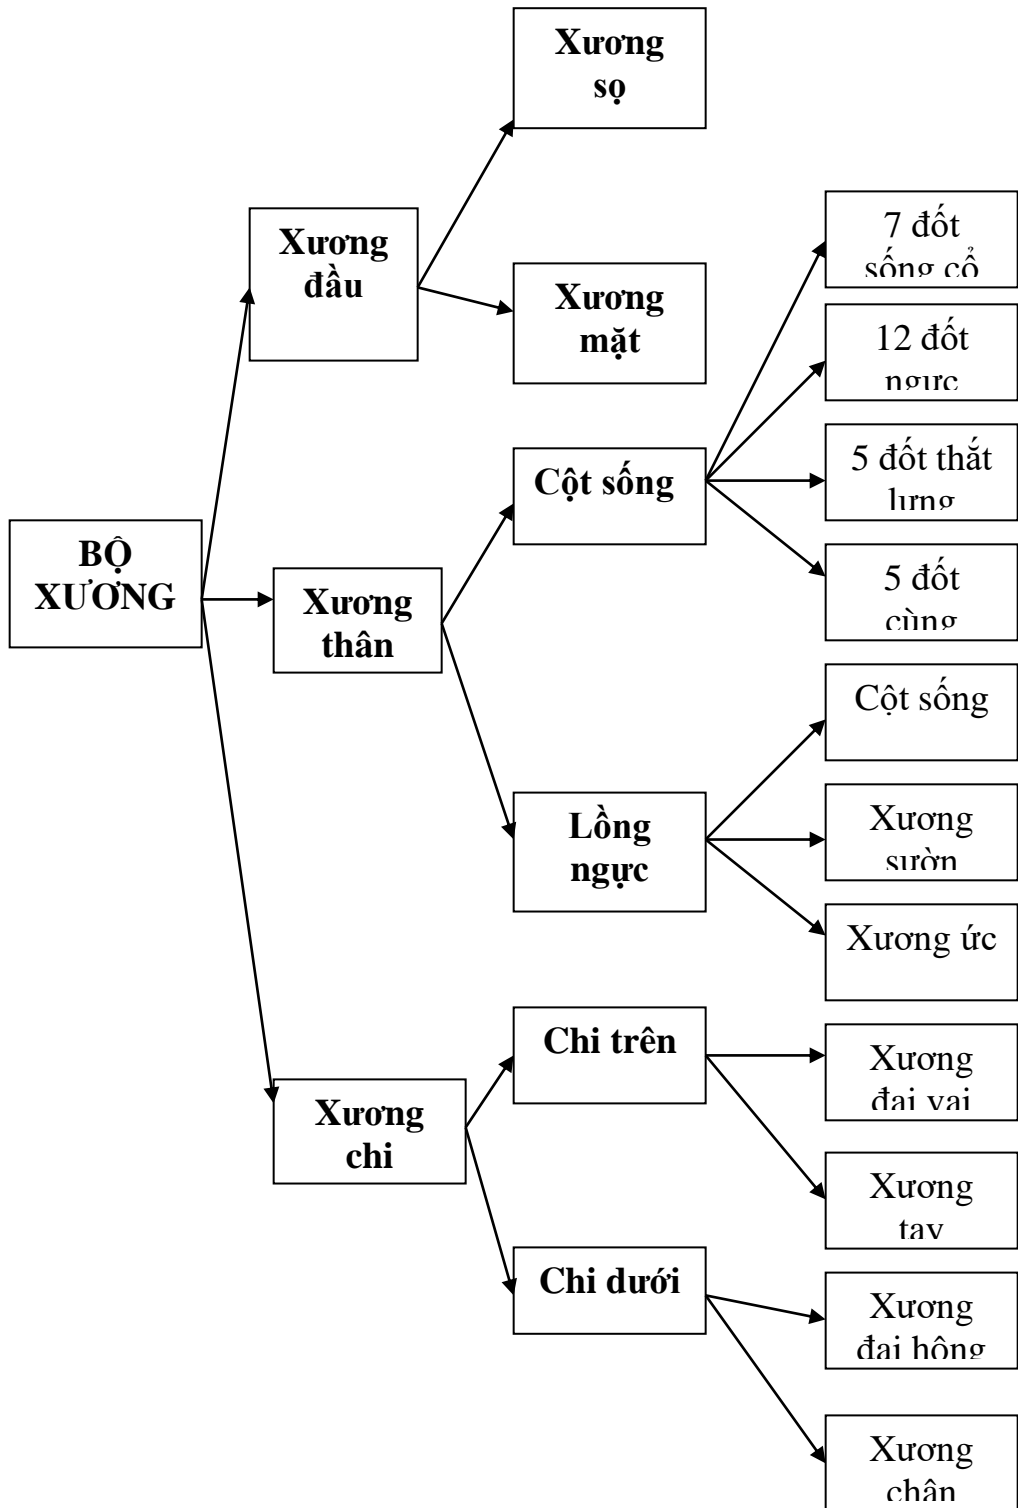 Xương
sọ
Xương
đầu
7 đốt
sống cổ
Xương
mặt
12 đốt
ngực
Cột sống
5 đốt thắt
lưng
BỘ
XƯƠNG
Xương
thân
5 đốt
cùng
Cột sống
Lồng
ngực
Xương
sườn
Xương ức
Chi trên
Xương
đai vai
Xương
chi
Xương
tay
Chi dưới
Xương
đai hông
Xương
chân